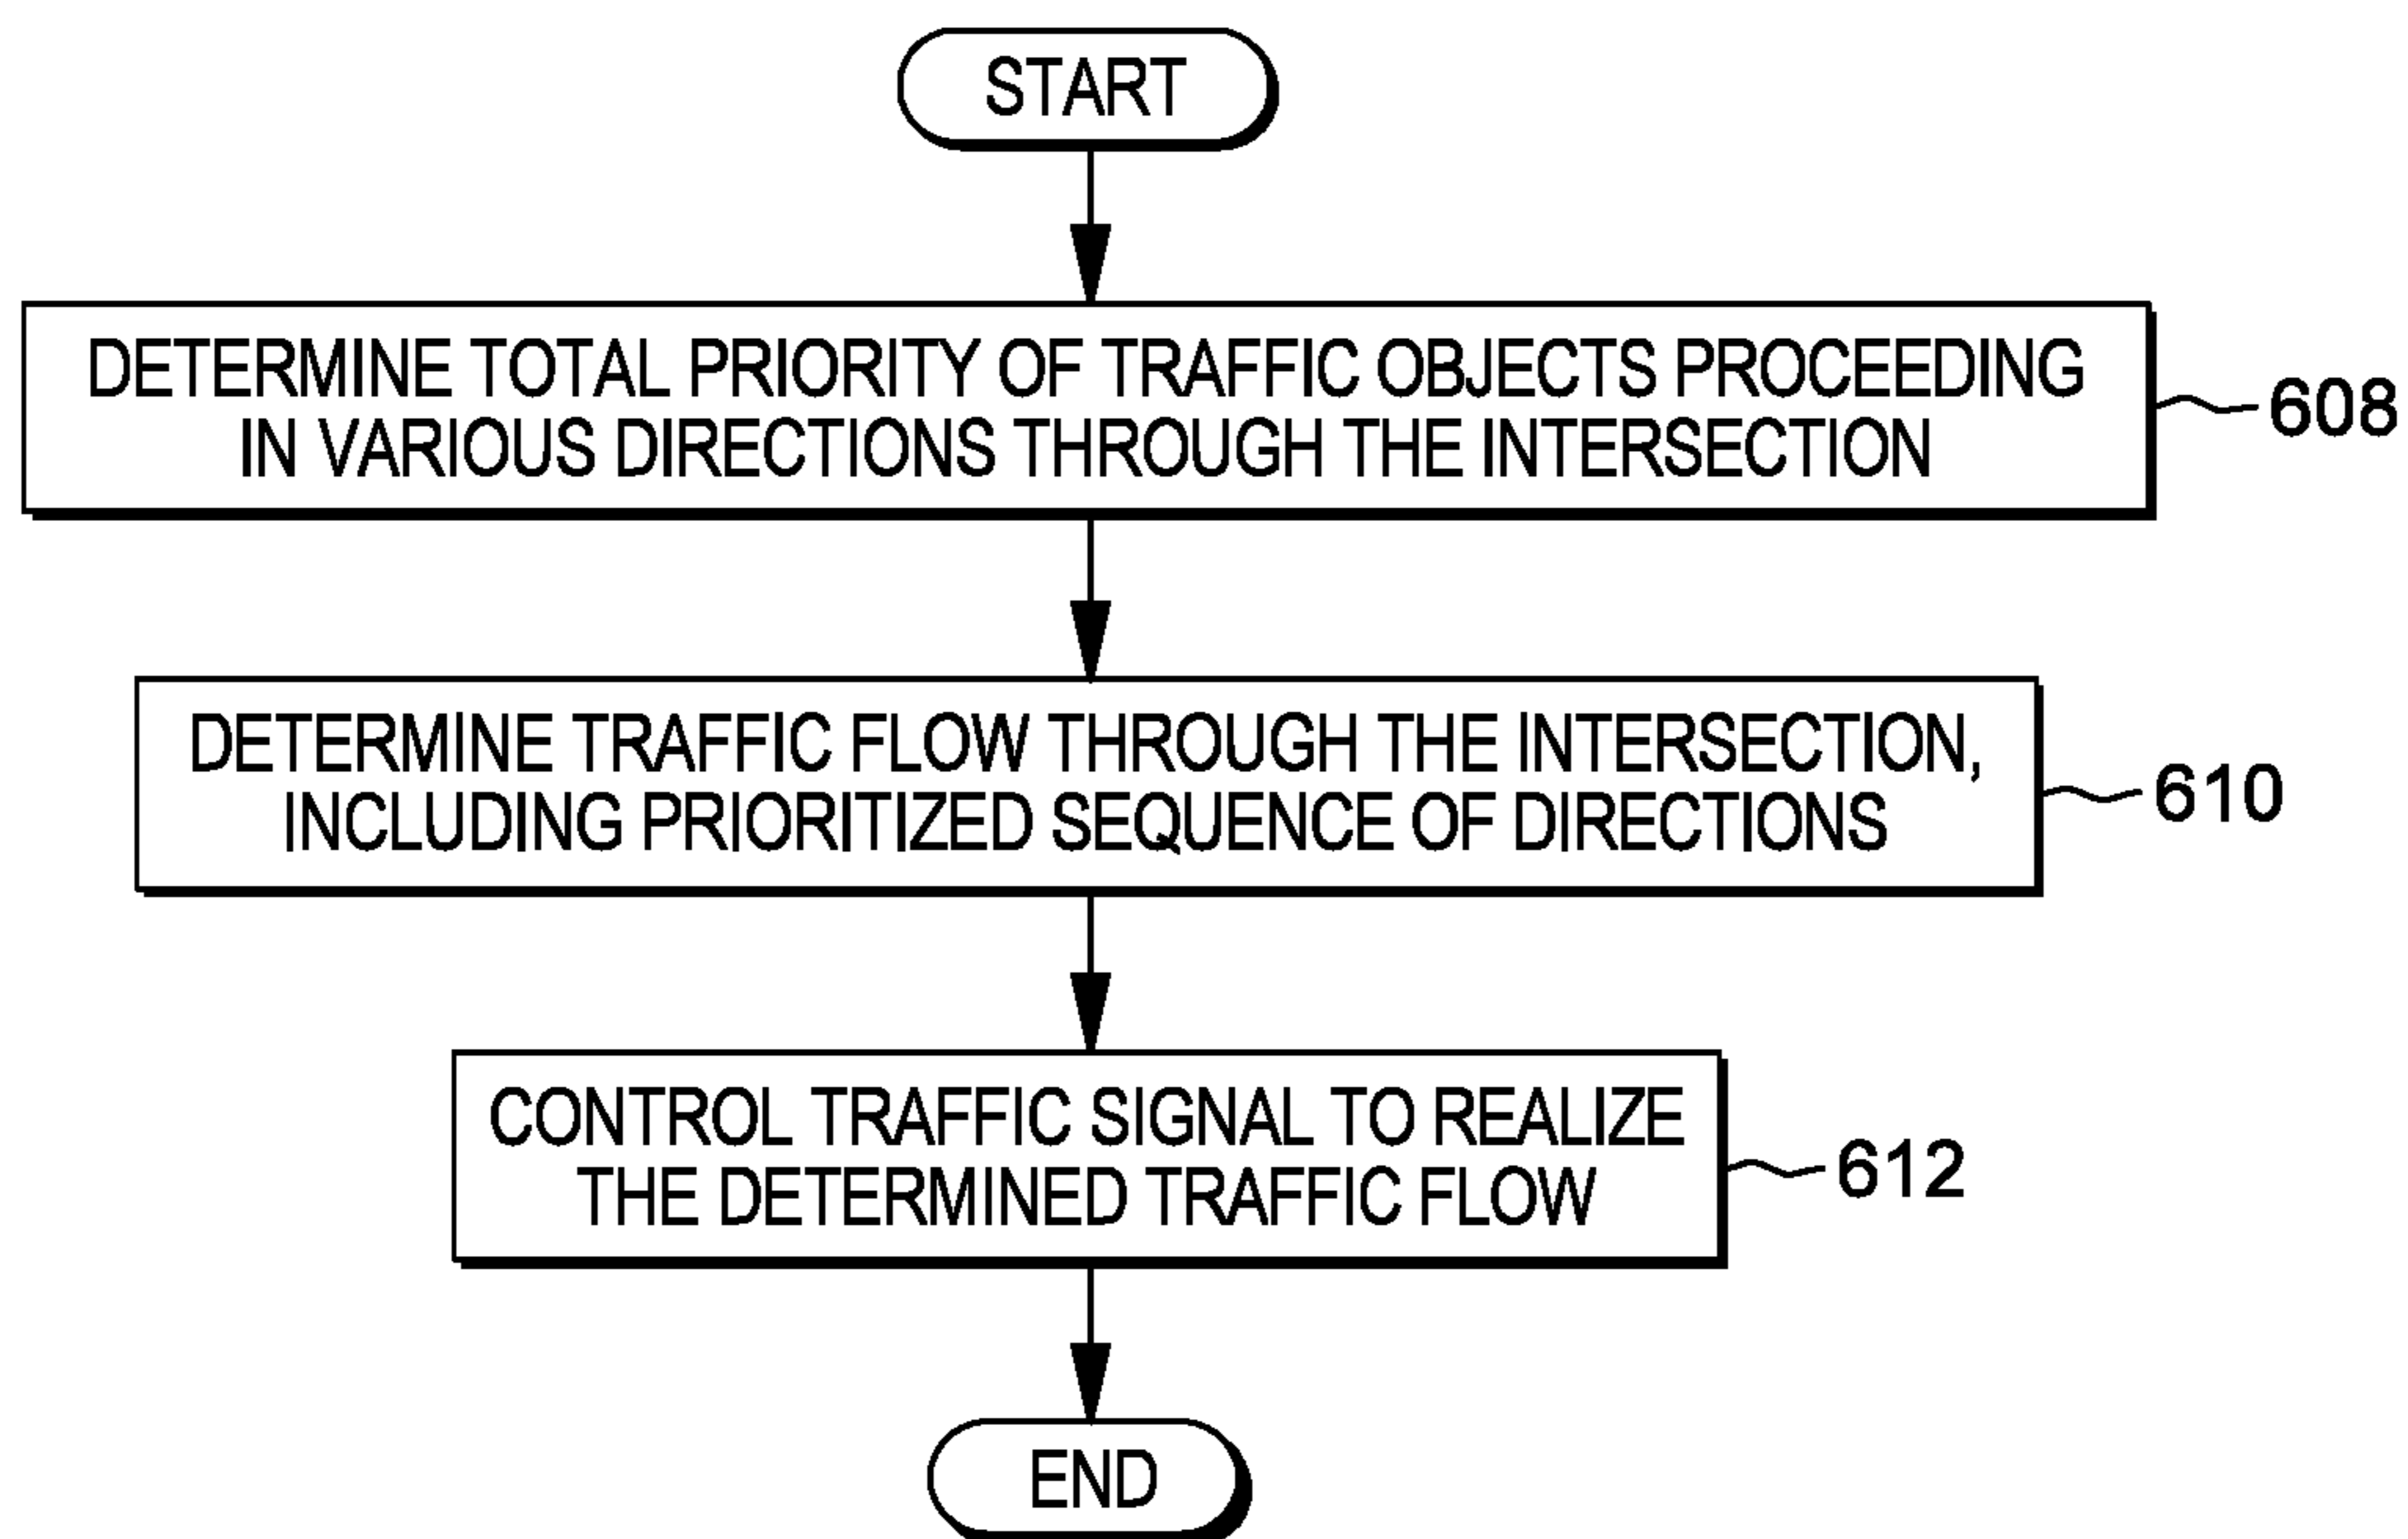 START
DETERMINE TOTAL PRIORITY OF TRAFFIC OBJECTS PROCEEDING
IN VARIOUS DIRECTIONS THROUGH THE INTERSECTION
608
DETERMINE TRAFFIC FLOW THROUGH THE INTERSECTION,
INCLUDING PRIORITIZED SEQUENCE OF DIRECTIONS
610
CONTROL TRAFFIC SIGNAL TO REALIZE
THE DETERMINED TRAFFIC FLOW
612
END